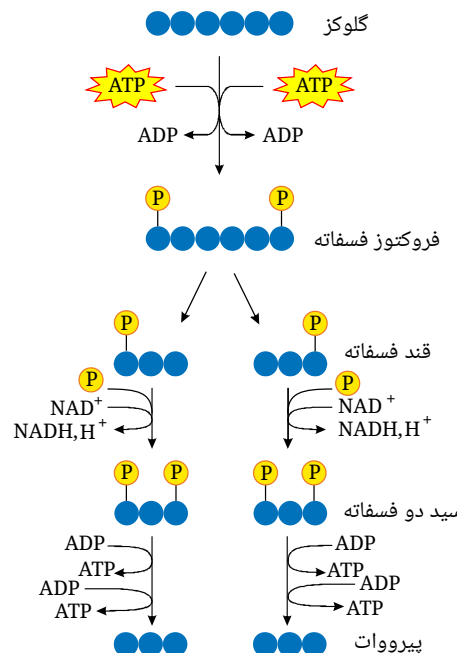 گلوکز
ATP ATP
ADP ADP
P P
فروکتوز فسفاته
P P
قند فسفاته
P P
NAD+ NAD+
NADH,H+ NADH,H+
P P P P
سید دو فسفاته
ADP ADP
ATP ATP
ADP ADP
ATP ATP
پیرووات